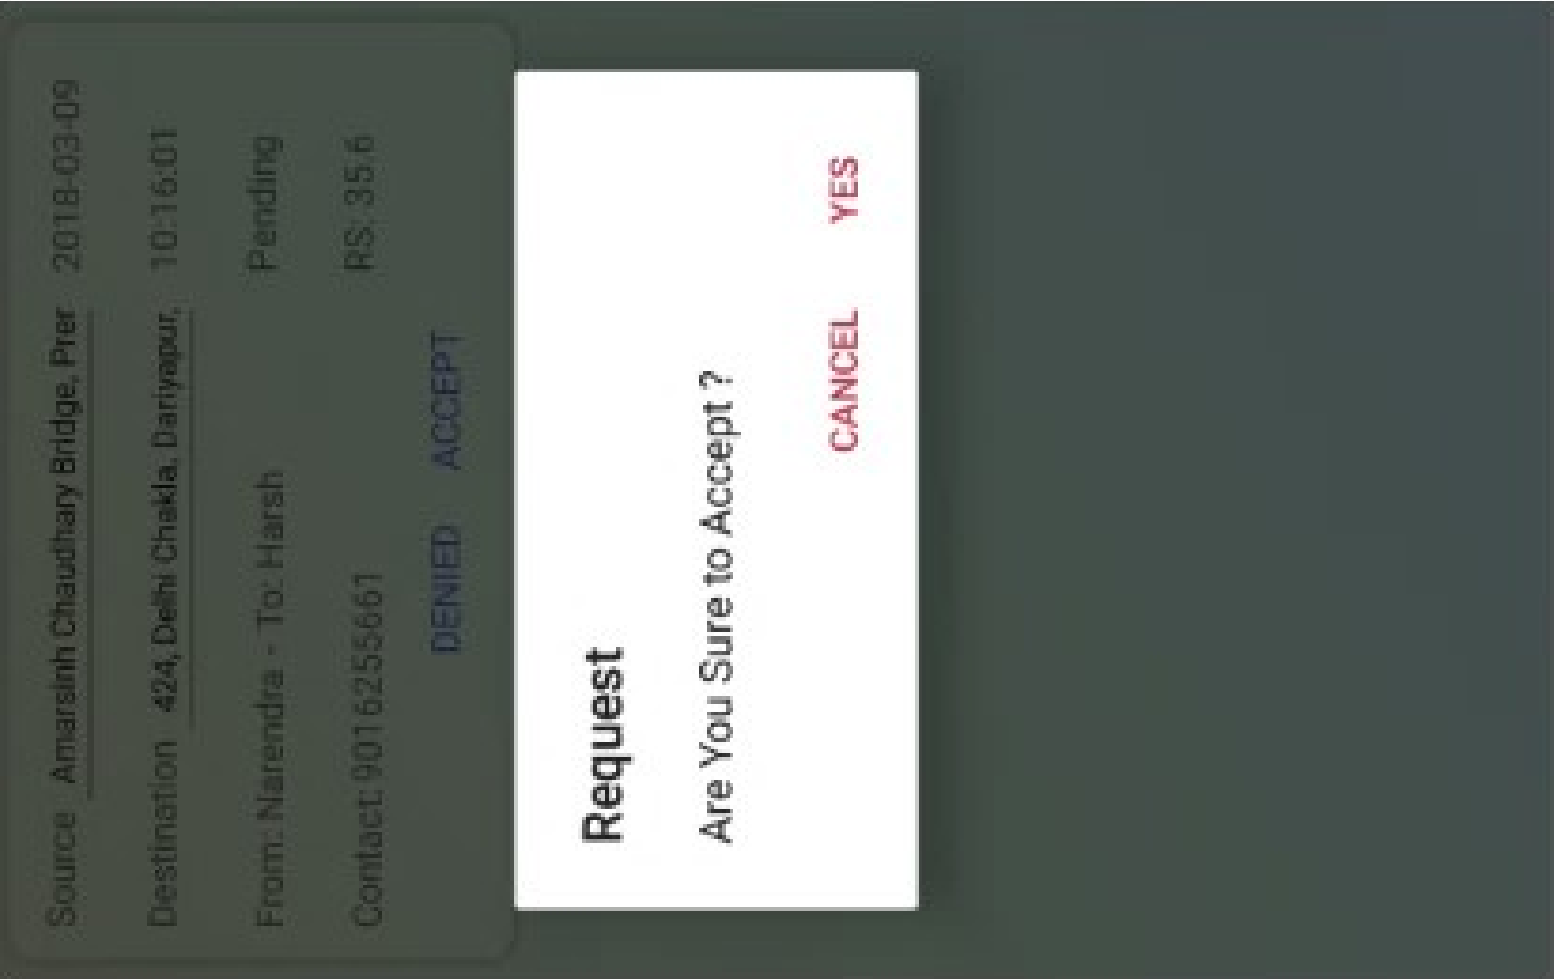 Source Amarsinh Chaudhary Bridge, Prer 2018-03-09
Destination 424, Delhi Chakla, Dariyapur, 10:16:01
From: Narendra - To: Harsh Pending
Contact: 9016255661 RS: 35.6
DENIED ACCEPT
Request
Are You Sure to Accept ?
CANCEL YES